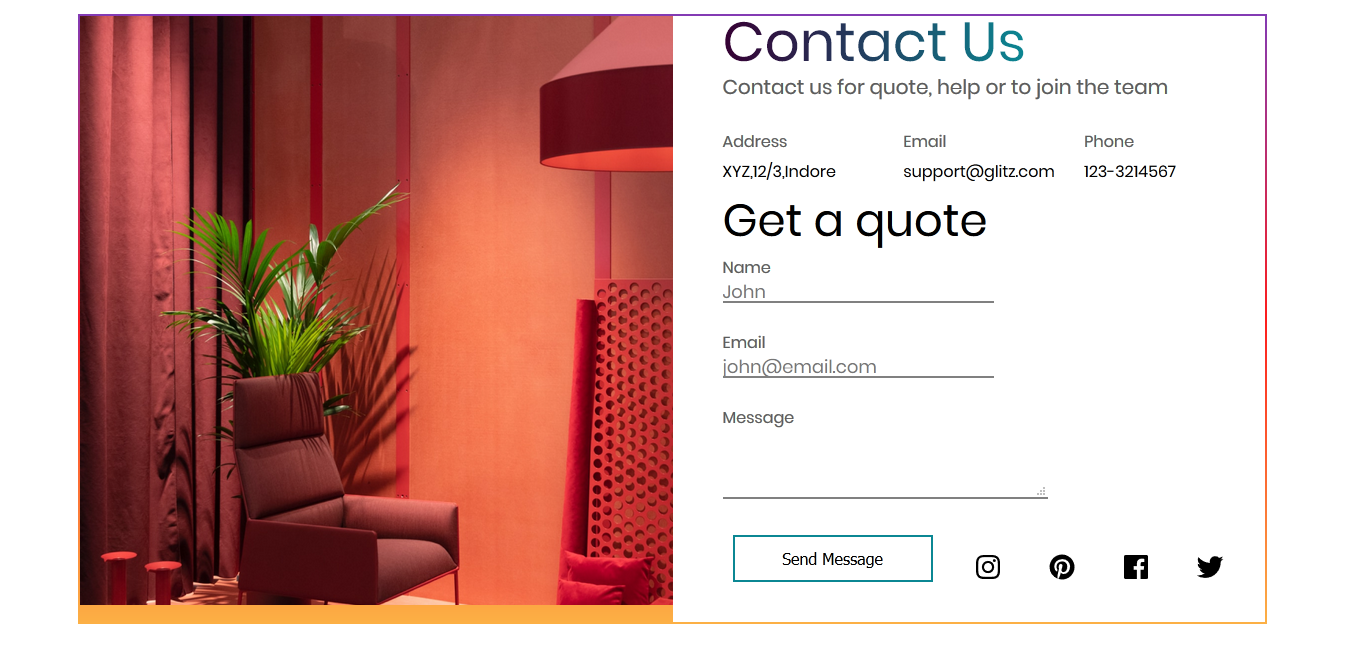 Contact Us
Contact us for quote, help or to join the team
Address Email Phone
XYZ,12/3,Indore support@glitz.com 123-3214567
Get a quote
Name
John
Email
john@email.com
Message
Send Message